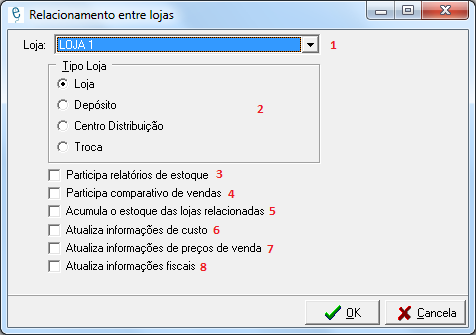 Relacionamento entre lojas
Loja: LOJA 1 1
Tipo Loja
Loja
Depósito 2
Centro Distribuição
Troca
Participa relatórios de estoque 3
Participa comparativo de vendas 4
Acumula o estoque das lojas relacionadas 5
Atualiza informações de custo 6
Atualiza informações de preços de venda 7
Atualiza informações fiscais 8
OK Cancela